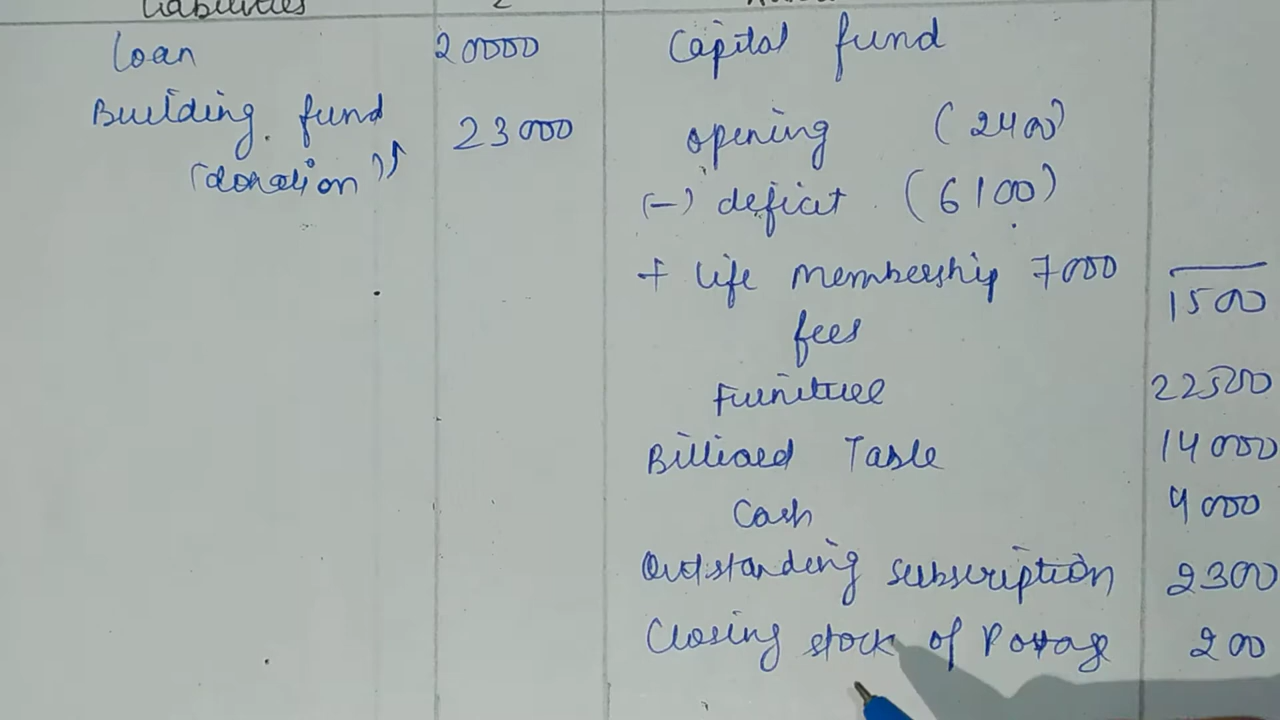 Liabilities ₹
Loan 20000
Building fund 23000
"donation"
Capital fund
opening (2400)
(-) deficit (6100)
+ Life membership 7000
fees 1500
Furniture 22500
Billiard Table 14000
Cash 4000
Outstanding subscription 2300
Closing stock of Postage 200